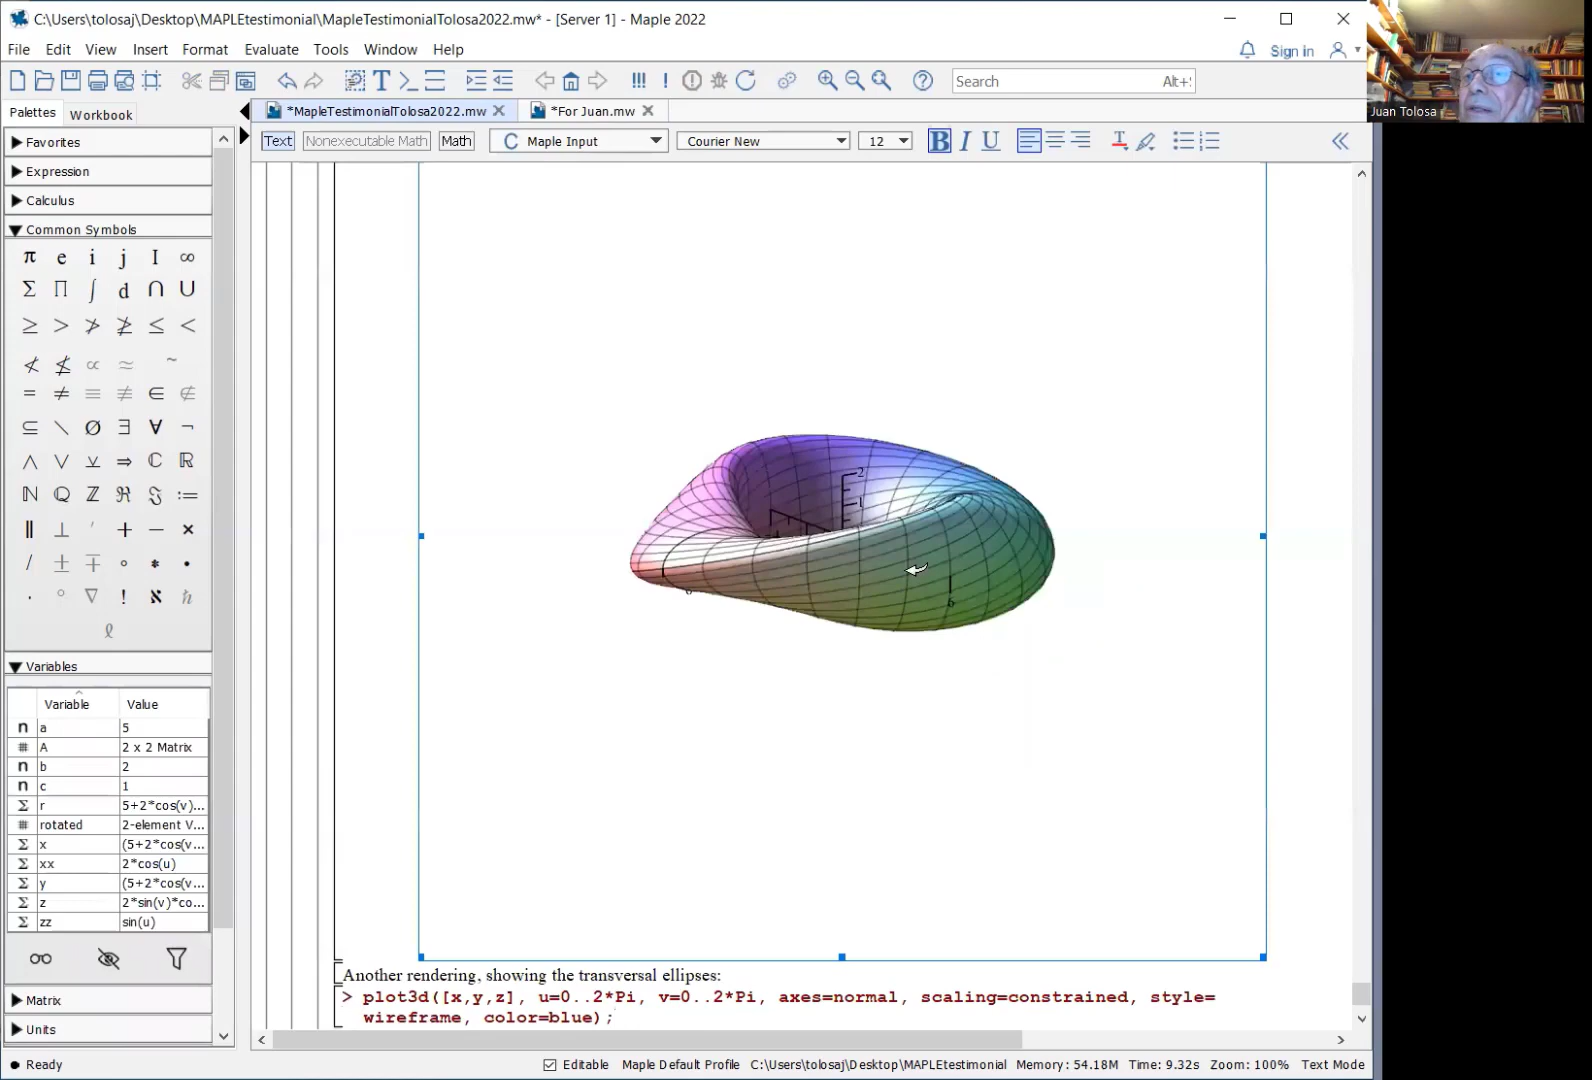 C:\Users\tolosaj\Desktop\MAPLEtestimonial\MapleTestimonialTolosa2022.mw* - [Server 1] - Maple 2022
File Edit View Insert Format Evaluate Tools Window Help
Sign in
Search Alt+S
Juan Tolosa
Palettes Workbook
*MapleTestimonialTolosa2022.mw
*For Juan.mw
Text Nonexecutable Math Math C Maple Input Courier New 12 B I U
Favorites
Expression
Calculus
Common Symbols
π e i j I ∞
Σ Π ∫ d ∩ ∪
≥ > ≯ ≱ ≤ <
≮ ≰ ∝ ≈ ~
= ≠ ≡ ≢ ∈ ∉
⊆ \ Ø ∃ ∀ ¬
∧ ∨ ⊻ ⇒ ℂ ℝ
ℕ ℚ ℤ ℜ ℑ :=
∥ ⊥ ′ + − ×
/ ± ∓ ∘ * •
· ° ∇ ! ℵ ℏ
ℓ
Variables
Variable Value
n a 5
# A 2 x 2 Matrix
n b 2
n c 1
Σ r 5+2*cos(v)...
# rotated 2-element V...
Σ x (5+2*cos(v...
Σ xx 2*cos(u)
Σ y (5+2*cos(v...
Σ z 2*sin(v)*co...
Σ zz sin(u)
Matrix
Units
2
1
6
Another rendering, showing the transversal ellipses:
> plot3d([x,y,z], u=0..2*Pi, v=0..2*Pi, axes=normal, scaling=constrained, style=
wireframe, color=blue);
Ready
Editable Maple Default Profile C:\Users\tolosaj\Desktop\MAPLEtestimonial Memory: 54.18M Time: 9.32s Zoom: 100% Text Mode